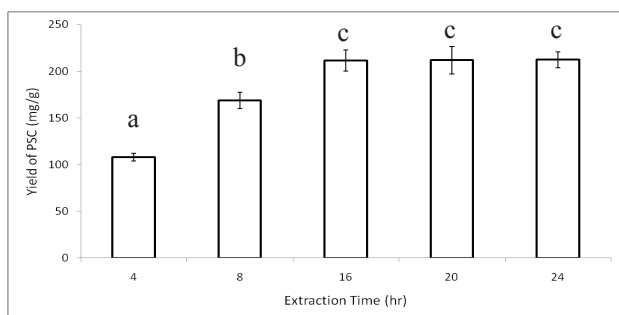 250
200
150
100
50
0
Yield of PSC (mg/g)
a
b
c
c
c
4 8 16 20 24
Extraction Time (hr)